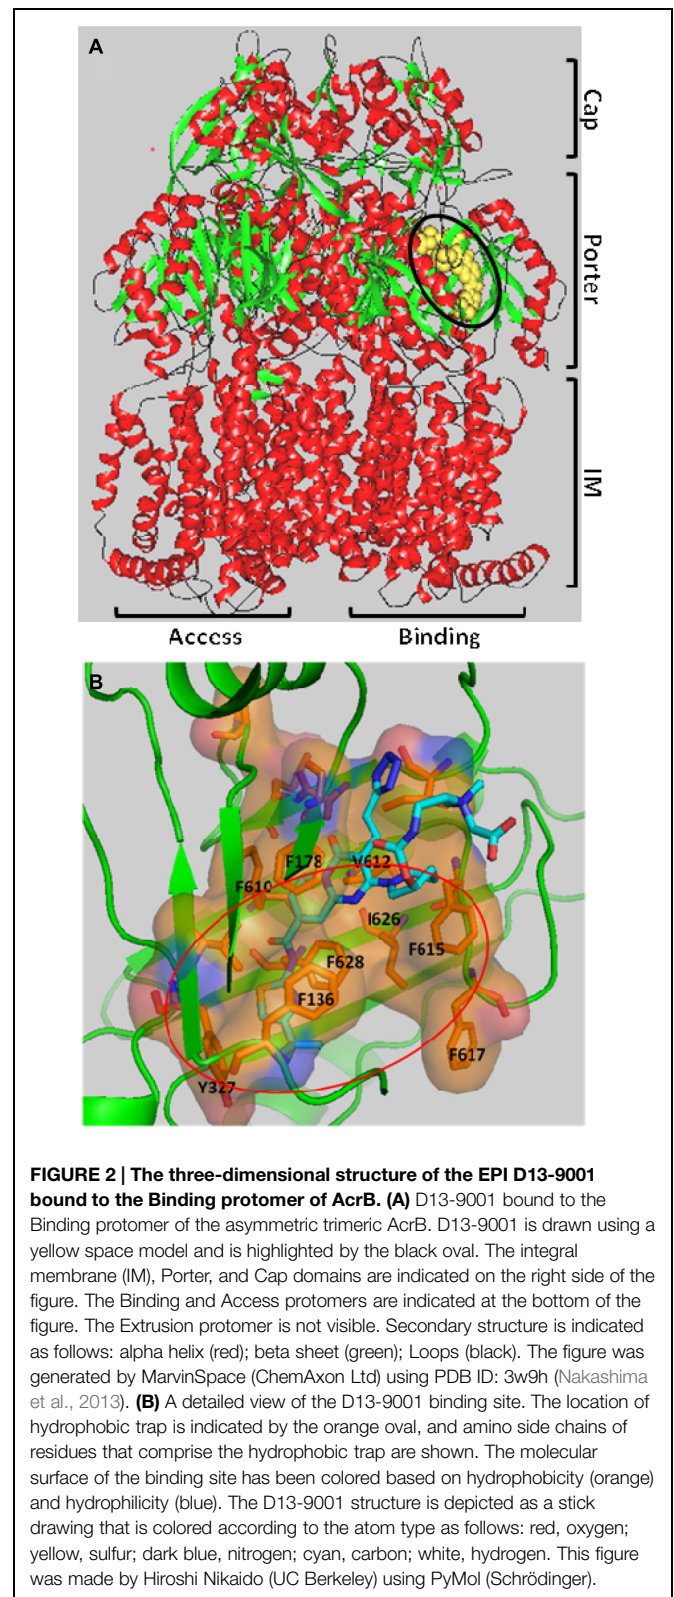 A
Cap
Porter
IM
Access
Binding
B
F178
V612
F610
I626
F615
F628
F136
F617
Y327
FIGURE 2 | The three-dimensional structure of the EPI D13-9001
bound to the Binding protomer of AcrB. (A) D13-9001 bound to the
Binding protomer of the asymmetric trimeric AcrB. D13-9001 is drawn using a
yellow space model and is highlighted by the black oval. The integral
membrane (IM), Porter, and Cap domains are indicated on the right side of the
figure. The Binding and Access protomers are indicated at the bottom of the
figure. The Extrusion protomer is not visible. Secondary structure is indicated
as follows: alpha helix (red); beta sheet (green); Loops (black). The figure was
generated by MarvinSpace (ChemAxon Ltd) using PDB ID: 3w9h (Nakashima
et al., 2013). (B) A detailed view of the D13-9001 binding site. The location of
hydrophobic trap is indicated by the orange oval, and amino side chains of
residues that comprise the hydrophobic trap are shown. The molecular
surface of the binding site has been colored based on hydrophobicity (orange)
and hydrophilicity (blue). The D13-9001 structure is depicted as a stick
drawing that is colored according to the atom type as follows: red, oxygen;
yellow, sulfur; dark blue, nitrogen; cyan, carbon; white, hydrogen. This figure
was made by Hiroshi Nikaido (UC Berkeley) using PyMol (Schrödinger).